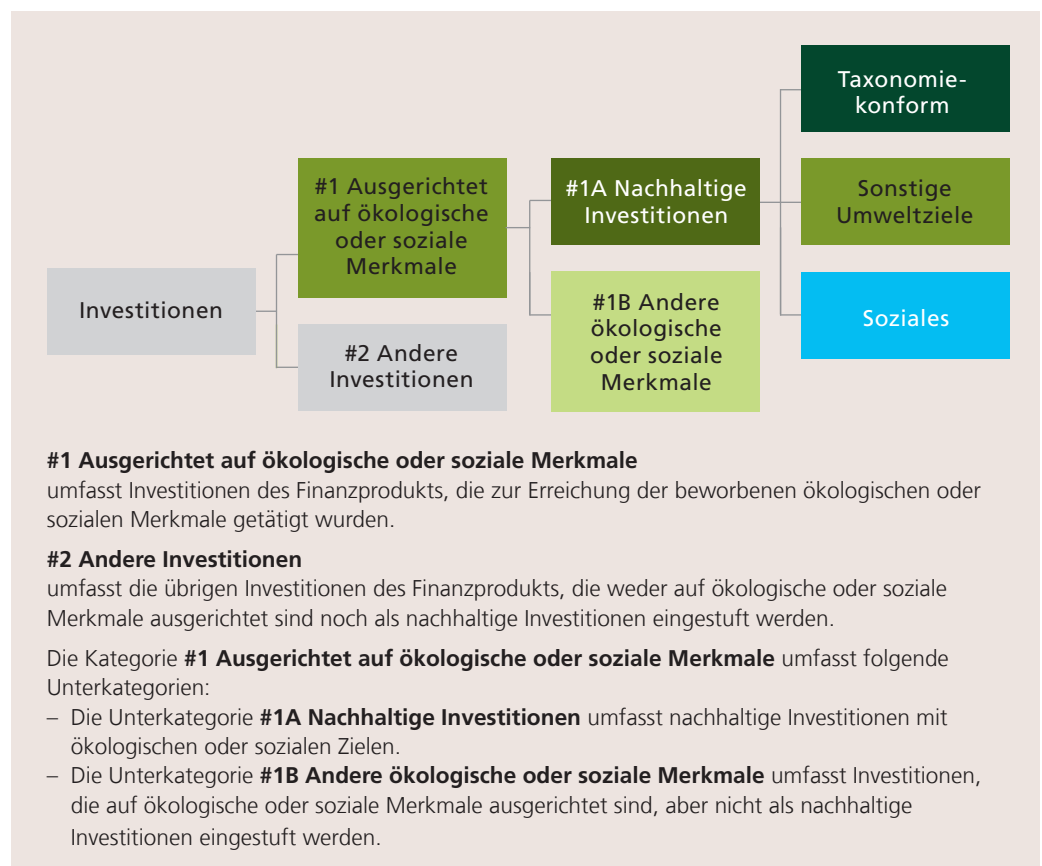 Taxonomie-
konform
#1 Ausgerichtet
auf ökologische
oder soziale
Merkmale
#1A Nachhaltige
Investitionen
Sonstige
Umweltziele
Investitionen
#2 Andere
Investitionen
#1B Andere
ökologische
oder soziale
Merkmale
Soziales
#1 Ausgerichtet auf ökologische oder soziale Merkmale
umfasst Investitionen des Finanzprodukts, die zur Erreichung der beworbenen ökologischen oder
sozialen Merkmale getätigt wurden.
#2 Andere Investitionen
umfasst die übrigen Investitionen des Finanzprodukts, die weder auf ökologische oder soziale
Merkmale ausgerichtet sind noch als nachhaltige Investitionen eingestuft werden.
Die Kategorie #1 Ausgerichtet auf ökologische oder soziale Merkmale umfasst folgende
Unterkategorien:
– Die Unterkategorie #1A Nachhaltige Investitionen umfasst nachhaltige Investitionen mit
ökologischen oder sozialen Zielen.
– Die Unterkategorie #1B Andere ökologische oder soziale Merkmale umfasst Investitionen,
die auf ökologische oder soziale Merkmale ausgerichtet sind, aber nicht als nachhaltige
Investitionen eingestuft werden.